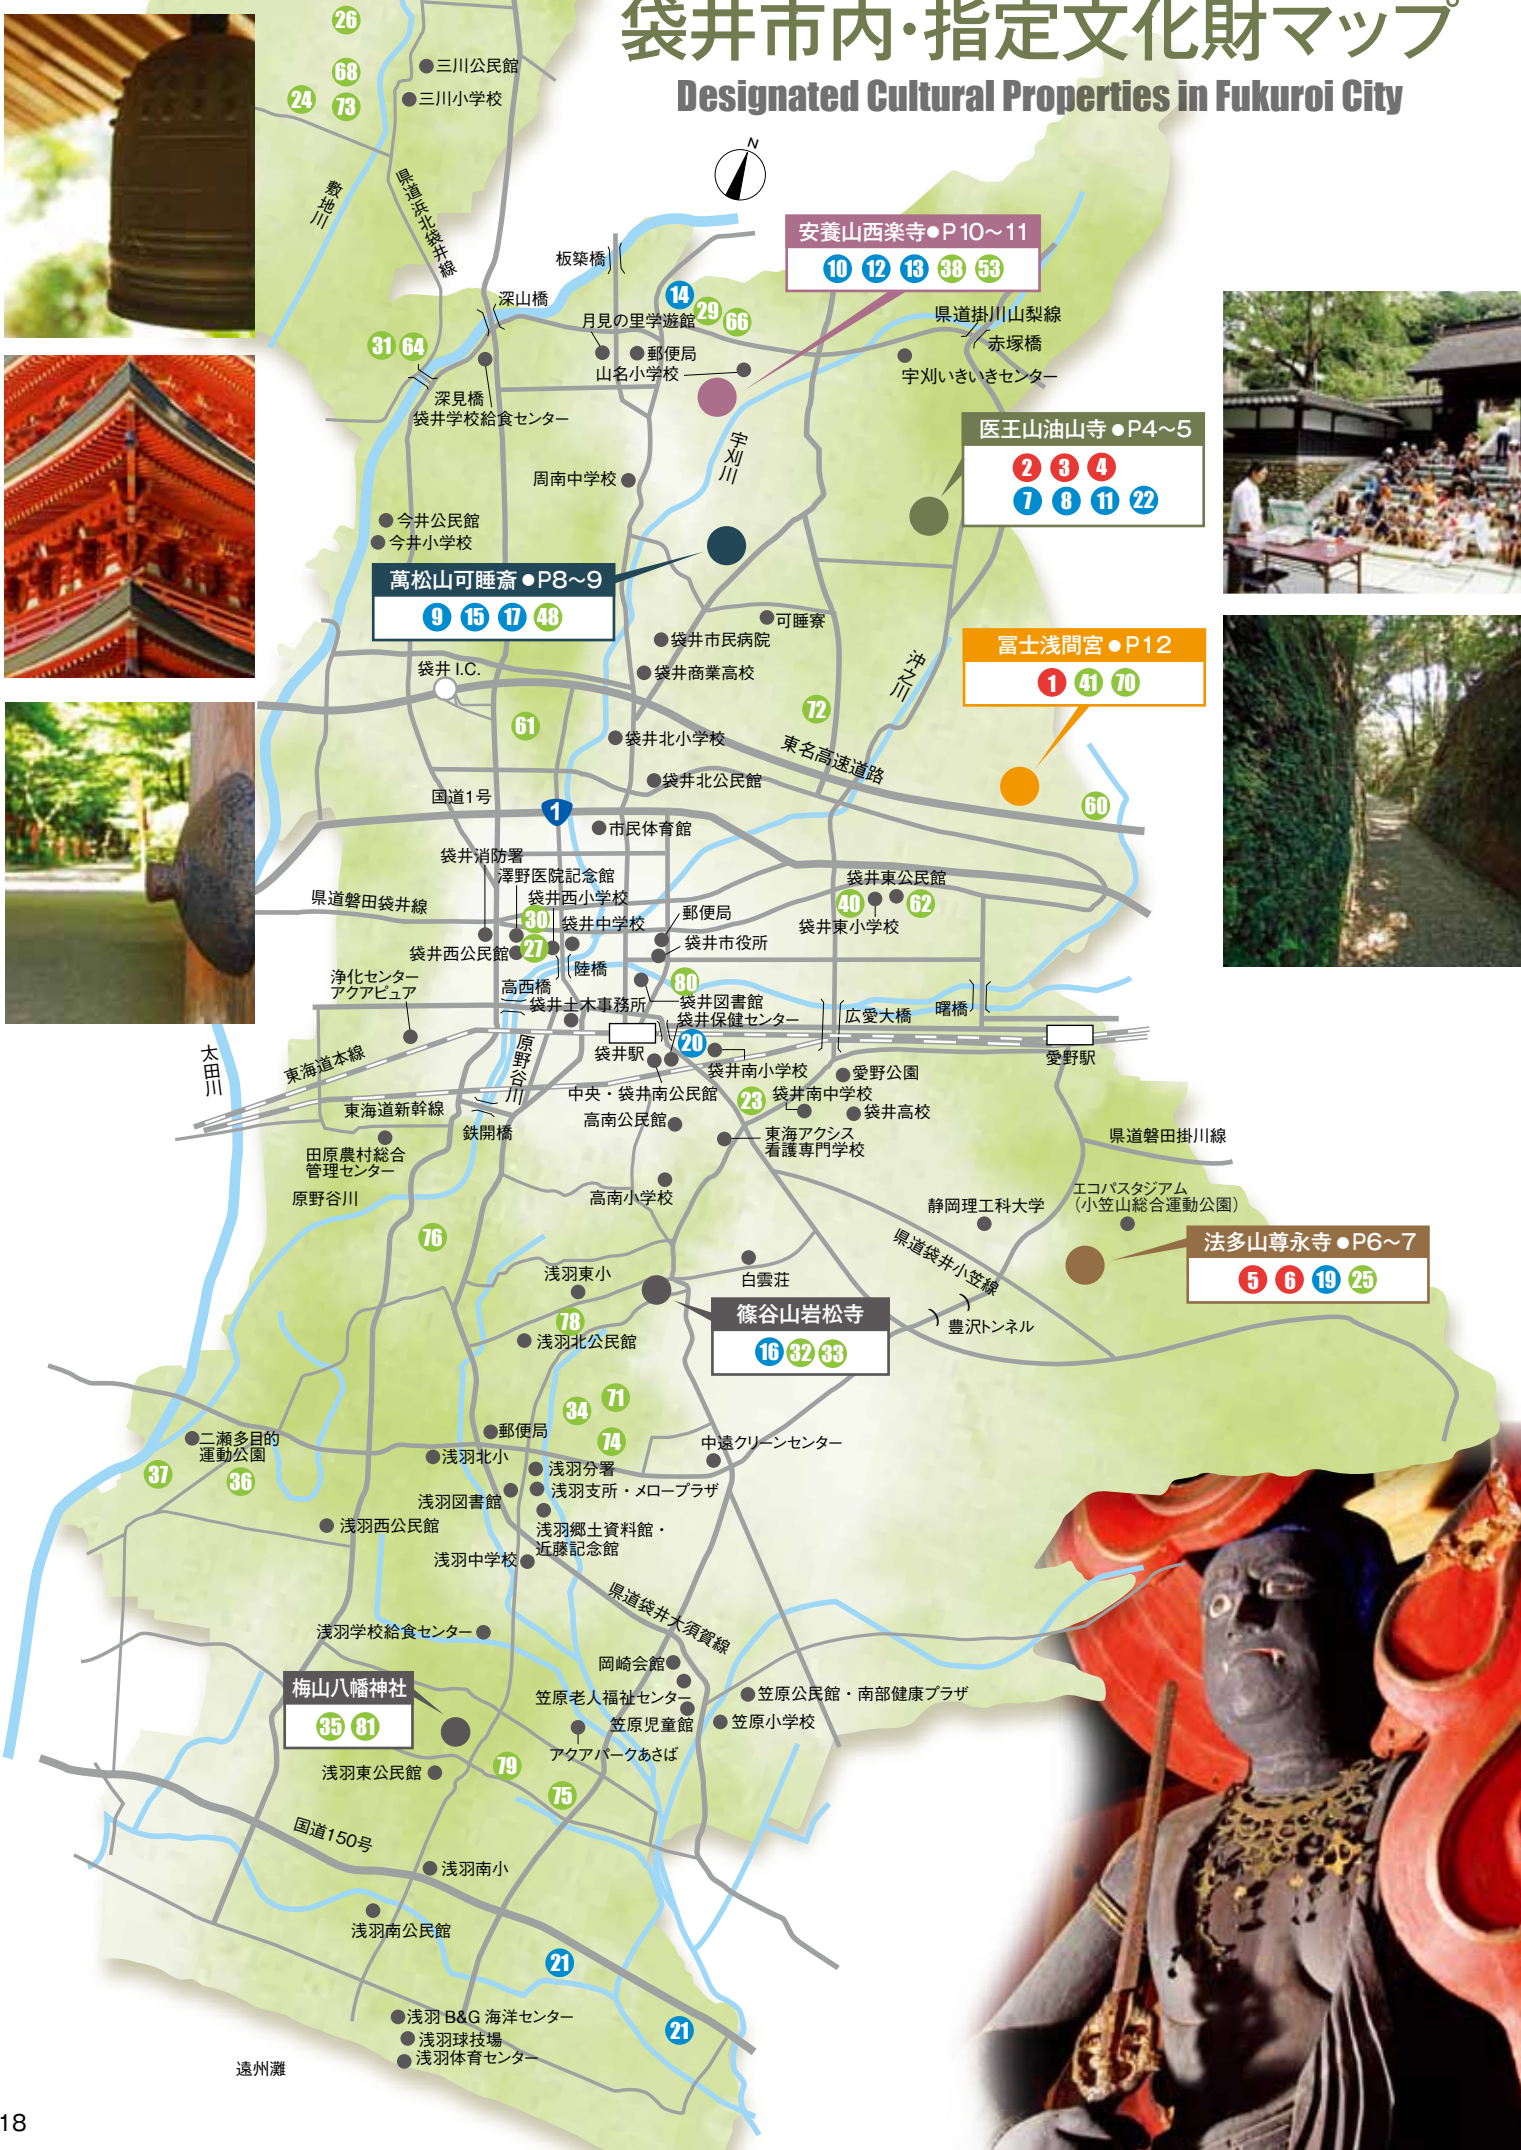 袋井市内・指定文化財マップ
Designated Cultural Properties in Fukuroi City
26
68
24
73
三川公民館
三川小学校
N
敷地川
県道浜北袋井線
安養山西楽寺●P10〜11
10 12 13 38 53
板築橋
深山橋
14
29
66
月見の里学遊館
郵便局
山名小学校
県道掛川山梨線
赤塚橋
宇刈いきいきセンター
31 64
深見橋
袋井学校給食センター
宇刈川
医王山油山寺●P4〜5
2 3 4
7 8 11 22
周南中学校
今井公民館
今井小学校
萬松山可睡斎●P8〜9
9 15 17 48
可睡寮
袋井市民病院
袋井商業高校
沖之川
冨士浅間宮●P12
1 41 70
袋井 I.C.
61
72
袋井北小学校
東名高速道路
袋井北公民館
国道1号
1
60
市民体育館
袋井消防署
澤野医院記念館
袋井西小学校
県道磐田袋井線
30
袋井中学校
27
袋井西公民館
郵便局
袋井市役所
袋井東公民館
40
62
袋井東小学校
陸橋
高西橋
浄化センター
アクアピュア
80
袋井図書館
袋井土木事務所
袋井保健センター
広愛大橋
曙橋
袋井駅
20
袋井南小学校
愛野駅
太田川
東海道本線
原野谷川
中央・袋井南公民館
愛野公園
23
袋井南中学校
袋井高校
東海道新幹線
鉄開橋
高南公民館
東海アクシス
看護専門学校
県道磐田掛川線
田原農村総合
管理センター
原野谷川
高南小学校
静岡理工科大学
エコパスタジアム
(小笠山総合運動公園)
76
県道袋井小笠線
法多山尊永寺●P6〜7
5 6 19 25
浅羽東小
白雲荘
78
浅羽北公民館
篠谷山岩松寺
16 32 33
豊沢トンネル
71
34
74
郵便局
二瀬多目的
運動公園
37
36
浅羽北小
中遠クリーンセンター
浅羽分署
浅羽支所・メロープラザ
浅羽図書館
浅羽西公民館
浅羽郷土資料館・
近藤記念館
浅羽中学校
県道袋井大須賀線
浅羽学校給食センター
岡崎会館
梅山八幡神社
35 81
笠原老人福祉センター
笠原児童館
笠原公民館・南部健康プラザ
笠原小学校
アクアパークあさば
浅羽東公民館
79
75
国道150号
浅羽南小
浅羽南公民館
21
21
浅羽 B&G 海洋センター
浅羽球技場
浅羽体育センター
遠州灘
18